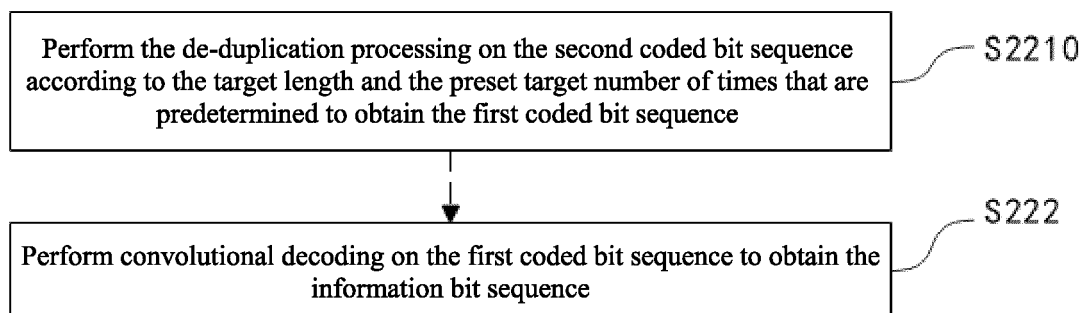 Perform the de-duplication processing on the second coded bit sequence
according to the target length and the preset target number of times that are
predetermined to obtain the first coded bit sequence
S2210
Perform convolutional decoding on the first coded bit sequence to obtain the
information bit sequence
S222